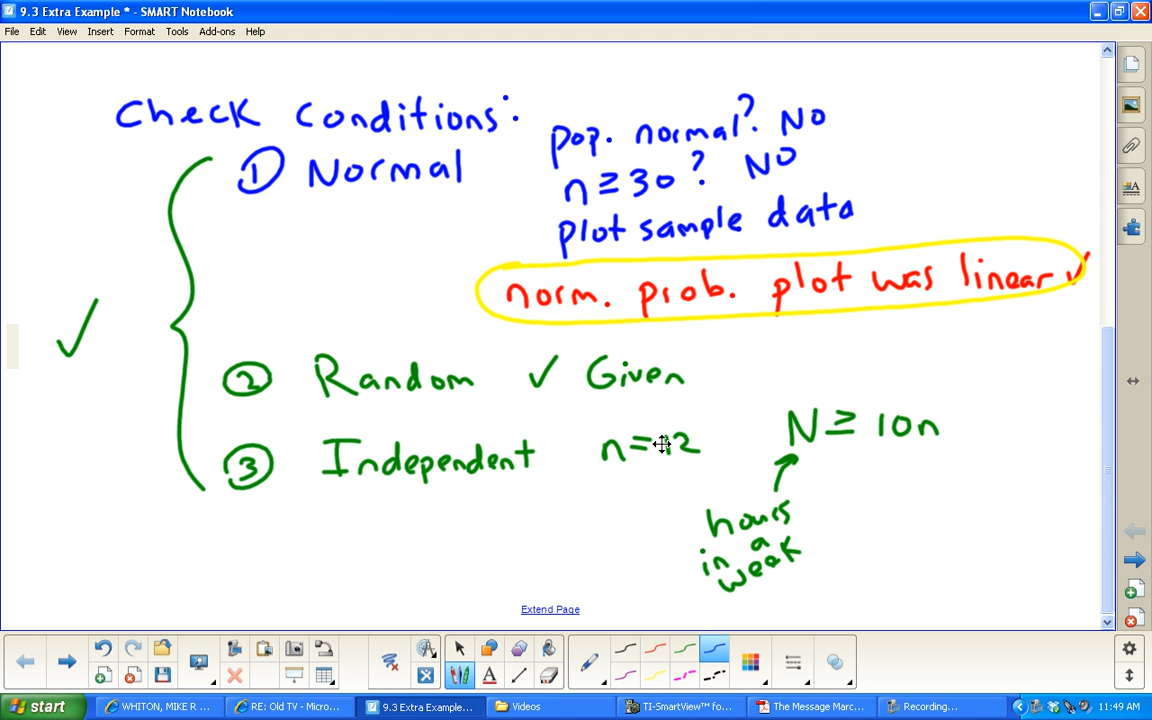 9.3 Extra Example * - SMART Notebook
File Edit View Insert Format Tools Add-ons Help
Check Conditions:
① Normal
pop. normal? NO
n ≥ 30? NO
plot sample data
norm. prob. plot was linear ✓
✓
② Random ✓ Given
③ Independent n=12 N ≥ 10n
hours
in a
weak
Extend Page
start WHITON, MIKE R ... RE: Old TV - Micro... 9.3 Extra Example... Videos TI-SmartView™ fo... The Message Marc... Recording... 11:49 AM